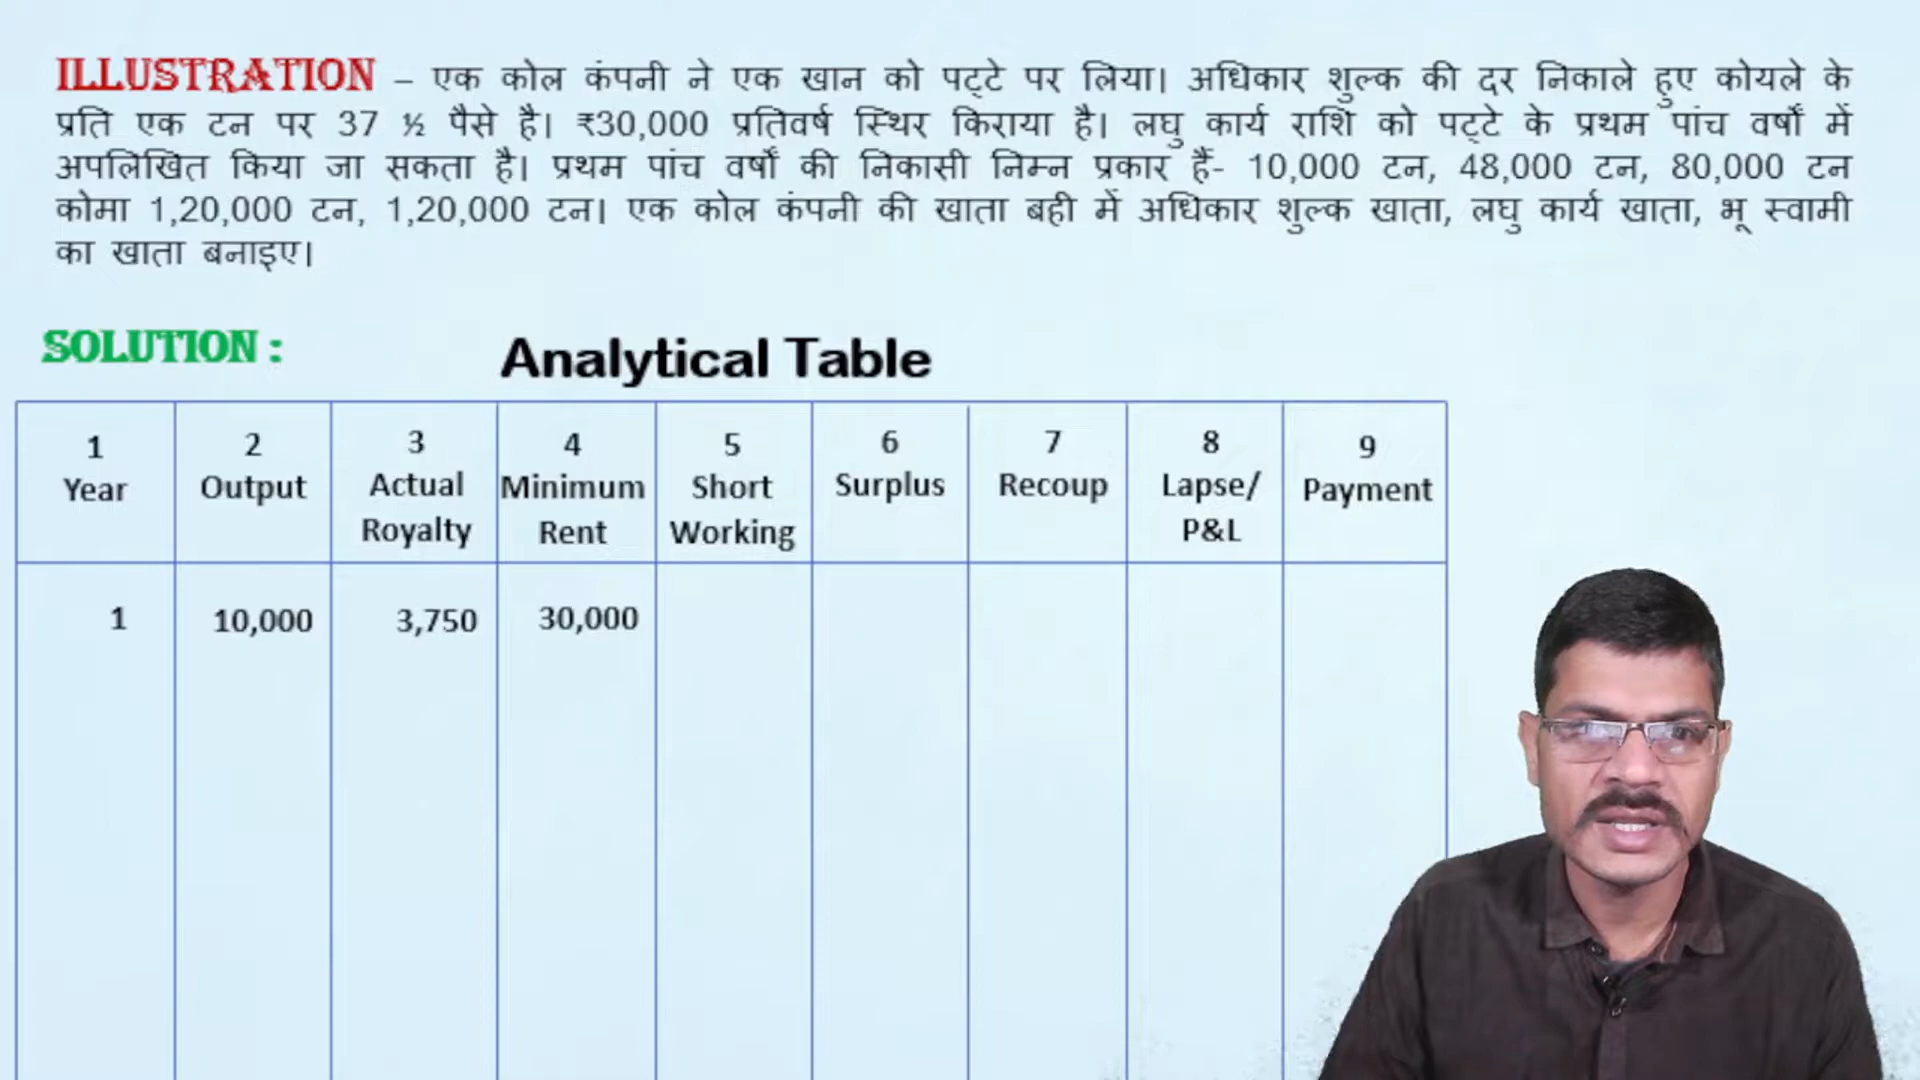 ILLUSTRATION – एक कोल कंपनी ने एक खान को पट्टे पर लिया। अधिकार शुल्क की दर निकाले हुए कोयले के
प्रति एक टन पर 37 ½ पैसे है। ₹30,000 प्रतिवर्ष स्थिर किराया है। लघु कार्य राशि को पट्टे के प्रथम पांच वर्षों में
अपलिखित किया जा सकता है। प्रथम पांच वर्षों की निकासी निम्न प्रकार हैं- 10,000 टन, 48,000 टन, 80,000 टन
कोमा 1,20,000 टन, 1,20,000 टन। एक कोल कंपनी की खाता बही में अधिकार शुल्क खाता, लघु कार्य खाता, भू स्वामी
का खाता बनाइए।
SOLUTION :
Analytical Table
1 2 3 4 5 6 7 8 9
Year Output Actual Minimum Short Surplus Recoup Lapse/ Payment
Royalty Rent Working P&L
1 10,000 3,750 30,000